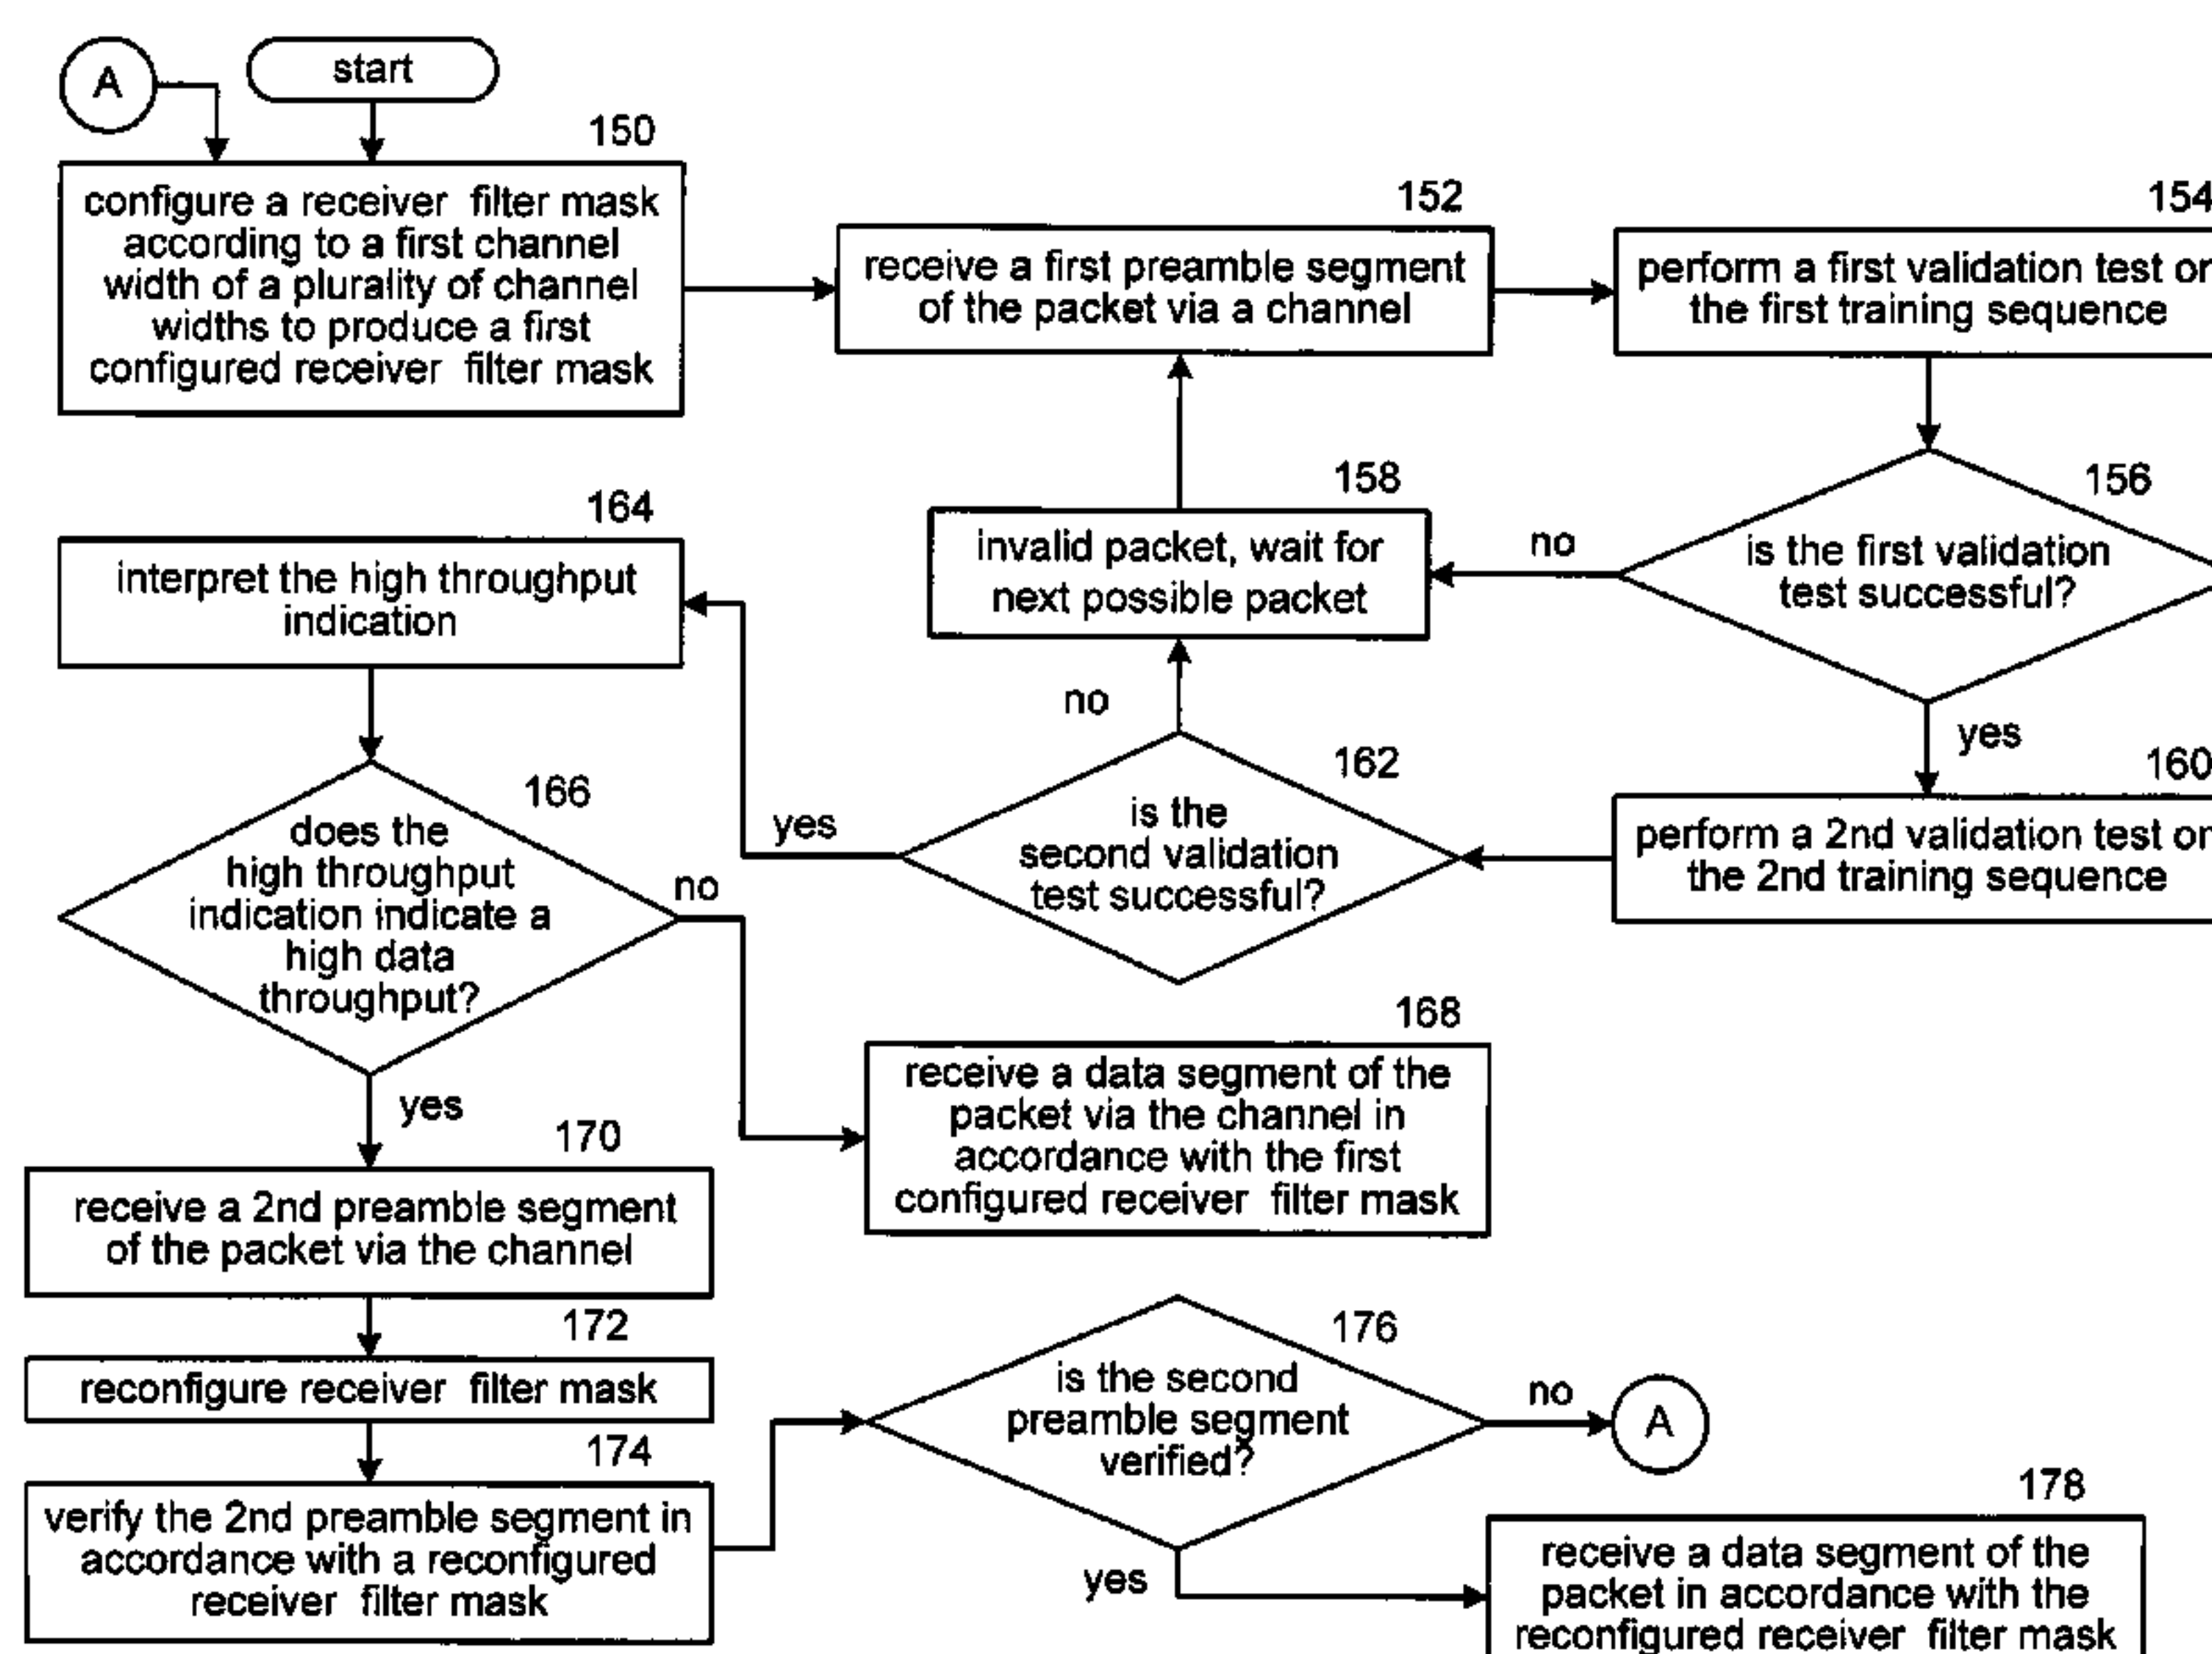 A
start
150
configure a receiver filter mask
according to a first channel
width of a plurality of channel
widths to produce a first
configured receiver filter mask
152
receive a first preamble segment
of the packet via a channel
154
perform a first validation test on
the first training sequence
156
is the first validation
test successful?
no
yes
158
invalid packet, wait for
next possible packet
160
perform a 2nd validation test on
the 2nd training sequence
162
is the
second validation
test successful?
no
yes
164
interpret the high throughput
indication
166
does the
high throughput
indication indicate a
high data
throughput?
no
yes
168
receive a data segment of the
packet via the channel in
accordance with the first
configured receiver filter mask
170
receive a 2nd preamble segment
of the packet via the channel
172
reconfigure receiver filter mask
174
verify the 2nd preamble segment in
accordance with a reconfigured
receiver filter mask
176
is the second
preamble segment
verified?
no
A
yes
178
receive a data segment of the
packet in accordance with the
reconfigured receiver filter mask